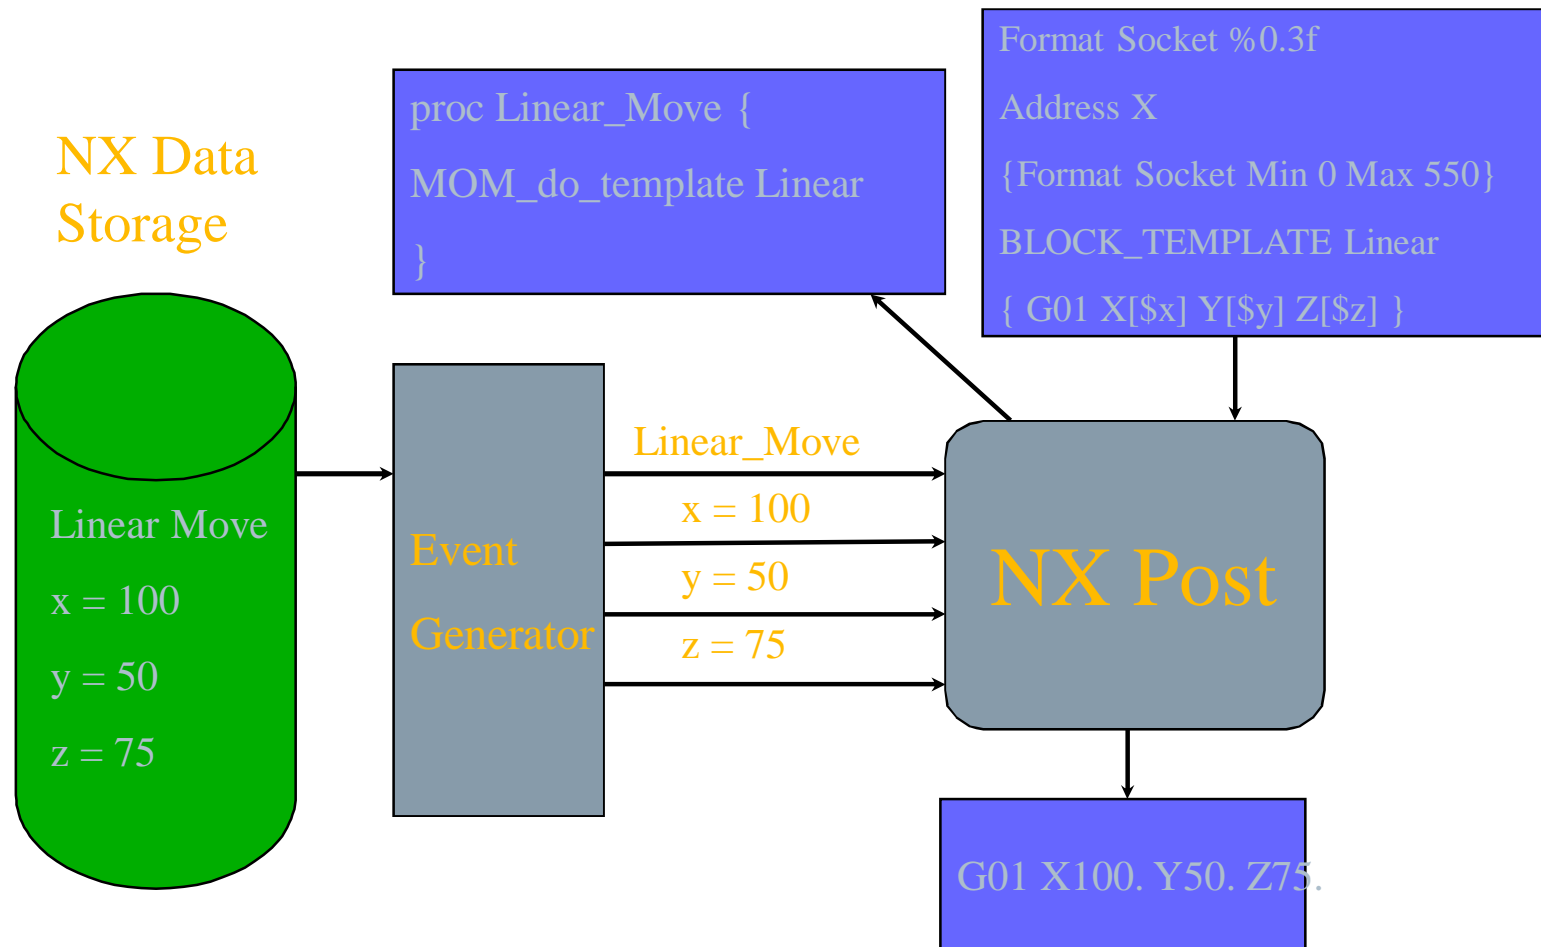 NX Data
Storage
Linear Move
x = 100
y = 50
z = 75
Event
Generator
proc Linear_Move {
MOM_do_template Linear
}
Linear_Move
x = 100
y = 50
z = 75
Format Socket %0.3f
Address X
{Format Socket Min 0 Max 550}
BLOCK_TEMPLATE Linear
{ G01 X[$x] Y[$y] Z[$z] }
NX Post
G01 X100. Y50. Z75.